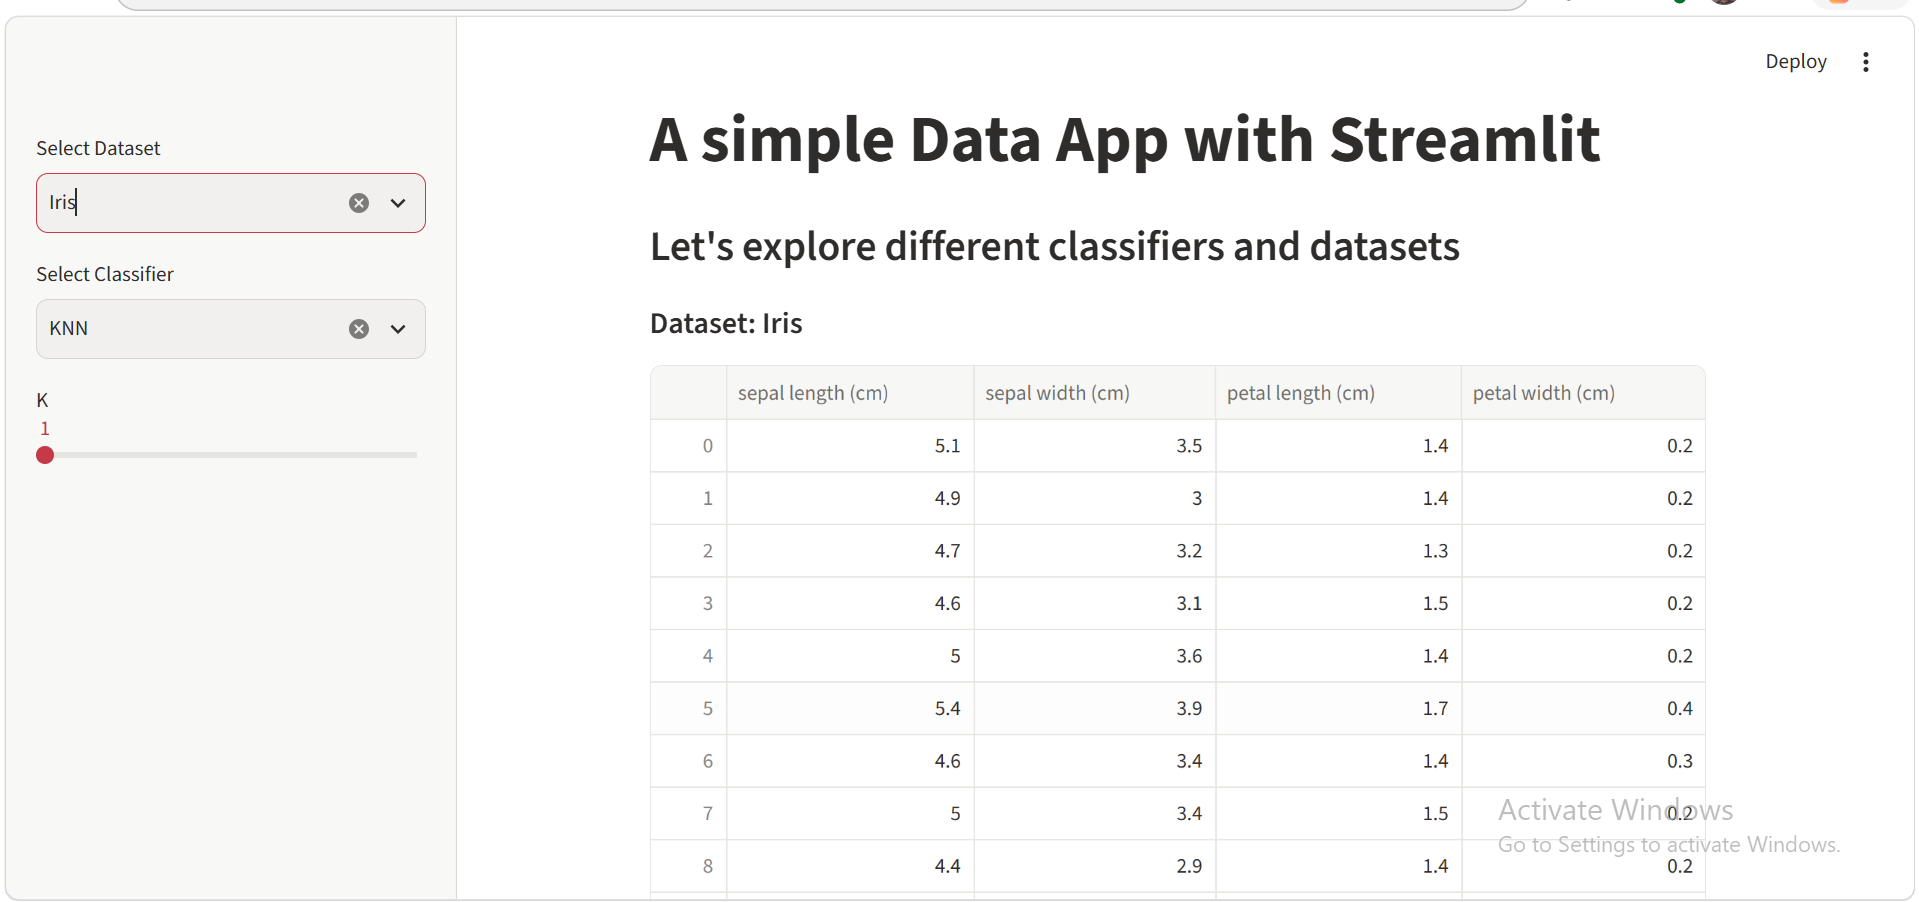 Deploy
Select Dataset
Iris
Select Classifier
KNN
K
1
A simple Data App with Streamlit
Let's explore different classifiers and datasets
Dataset: Iris
sepal length (cm) sepal width (cm) petal length (cm) petal width (cm)
0 5.1 3.5 1.4 0.2
1 4.9 3 1.4 0.2
2 4.7 3.2 1.3 0.2
3 4.6 3.1 1.5 0.2
4 5 3.6 1.4 0.2
5 5.4 3.9 1.7 0.4
6 4.6 3.4 1.4 0.3
7 5 3.4 1.5 0.2
8 4.4 2.9 1.4 0.2
Activate Windows
Go to Settings to activate Windows.